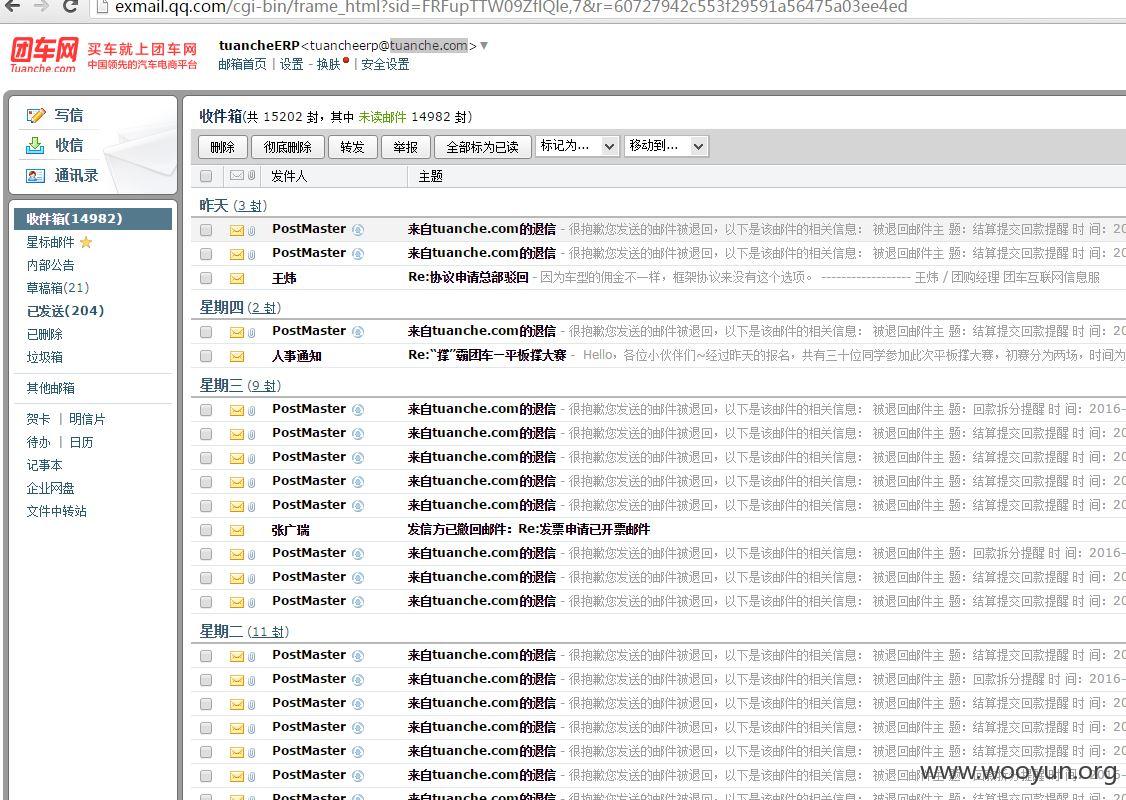 exmail.qq.com/cgi-bin/frame_html?sid=FRFupTTW09ZfIQle,7&r=60727942c553f29591a56475a03ee4ed
团车网 买车就上团车网
Tuanche.com 中国领先的汽车电商平台
tuancheERP<tuancheerp@tuanche.com>
邮箱首页 | 设置 - 换肤 | 安全设置
写信
收信
通讯录
收件箱(14982)
星标邮件
内部公告
草稿箱(21)
已发送(204)
已删除
垃圾箱
其他邮箱
贺卡 | 明信片
待办 | 日历
记事本
企业网盘
文件中转站
收件箱(共 15202 封，其中 未读邮件 14982 封)
删除 彻底删除 转发 举报 全部标为已读 标记为... 移动到...
发件人 主题
昨天 (3 封)
PostMaster 来自tuanche.com的退信 - 很抱歉您发送的邮件被退回，以下是该邮件的相关信息： 被退回邮件主 题：结算提交回款提醒 时 间：20
PostMaster 来自tuanche.com的退信 - 很抱歉您发送的邮件被退回，以下是该邮件的相关信息： 被退回邮件主 题：结算提交回款提醒 时 间：20
王炜 Re:协议申请总部驳回 - 因为车型的佣金不一样，框架协议来没有这个选项。 ------------------ 王炜 / 团购经理 团车互联网信息服
星期四 (2 封)
PostMaster 来自tuanche.com的退信 - 很抱歉您发送的邮件被退回，以下是该邮件的相关信息： 被退回邮件主 题：结算提交回款提醒 时 间：20
人事通知 Re:“撑”霸团车—平板撑大赛 - Hello，各位小伙伴们~经过昨天的报名，共有三十位同学参加此次平板撑大赛，初赛分为两场，时间为
星期三 (9 封)
PostMaster 来自tuanche.com的退信 - 很抱歉您发送的邮件被退回，以下是该邮件的相关信息： 被退回邮件主 题：回款拆分提醒 时 间：2016-
PostMaster 来自tuanche.com的退信 - 很抱歉您发送的邮件被退回，以下是该邮件的相关信息： 被退回邮件主 题：结算提交回款提醒 时 间：20
PostMaster 来自tuanche.com的退信 - 很抱歉您发送的邮件被退回，以下是该邮件的相关信息： 被退回邮件主 题：结算提交回款提醒 时 间：20
PostMaster 来自tuanche.com的退信 - 很抱歉您发送的邮件被退回，以下是该邮件的相关信息： 被退回邮件主 题：结算提交回款提醒 时 间：20
PostMaster 来自tuanche.com的退信 - 很抱歉您发送的邮件被退回，以下是该邮件的相关信息： 被退回邮件主 题：结算提交回款提醒 时 间：20
张广瑞 发信方已撤回邮件：Re:发票申请已开票邮件
PostMaster 来自tuanche.com的退信 - 很抱歉您发送的邮件被退回，以下是该邮件的相关信息： 被退回邮件主 题：回款拆分提醒 时 间：2016-
PostMaster 来自tuanche.com的退信 - 很抱歉您发送的邮件被退回，以下是该邮件的相关信息： 被退回邮件主 题：结算提交回款提醒 时 间：20
PostMaster 来自tuanche.com的退信 - 很抱歉您发送的邮件被退回，以下是该邮件的相关信息： 被退回邮件主 题：结算提交回款提醒 时 间：20
星期二 (11 封)
PostMaster 来自tuanche.com的退信 - 很抱歉您发送的邮件被退回，以下是该邮件的相关信息： 被退回邮件主 题：结算提交回款提醒 时 间：20
PostMaster 来自tuanche.com的退信 - 很抱歉您发送的邮件被退回，以下是该邮件的相关信息： 被退回邮件主 题：回款拆分提醒 时 间：2016-
PostMaster 来自tuanche.com的退信 - 很抱歉您发送的邮件被退回，以下是该邮件的相关信息： 被退回邮件主 题：结算提交回款提醒 时 间：20
PostMaster 来自tuanche.com的退信 - 很抱歉您发送的邮件被退回，以下是该邮件的相关信息： 被退回邮件主 题：结算提交回款提醒 时 间：20
PostMaster 来自tuanche.com的退信 - 很抱歉您发送的邮件被退回，以下是该邮件的相关信息： 被退回邮件主 题：结算提交回款提醒 时 间：20
PostMaster 来自tuanche.com的退信 - 很抱歉您发送的邮件被退回，以下是该邮件的相关信息： 被退回邮件主 题：回款拆分提醒 时 间：2016-
www.wooyun.org
PostMaster 来自tuanche.com的退信 - 很抱歉您发送的邮件被退回，以下是该邮件的相关信息： 被退回邮件主 题：结算提交回款提醒 时 间：20